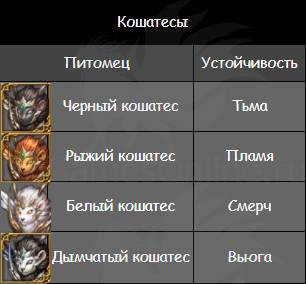 Кошатесы
Питомец Устойчивость
Черный кошатес Тьма
Рыжий кошатес Пламя
Белый кошатес Смерч
Дымчатый кошатес Вьюга